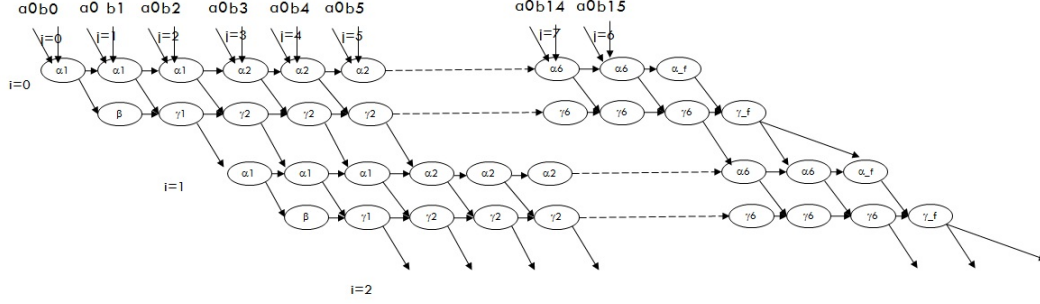 a0b0 a0 b1 a0b2 a0b3 a0b4 a0b5 a0b14 a0b15
j=0 j=1 j=2 j=3 j=4 j=5 j=7 j=6
α1 α1 α1 α2 α2 α2 α6 α6 α_f
i=0
β γ1 γ2 γ2 γ2 γ6 γ6 γ6 γ_f
α1 α1 α1 α2 α2 α2 α6 α6 α_f
i=1
β γ1 γ2 γ2 γ2 γ6 γ6 γ6 γ_f
i=2